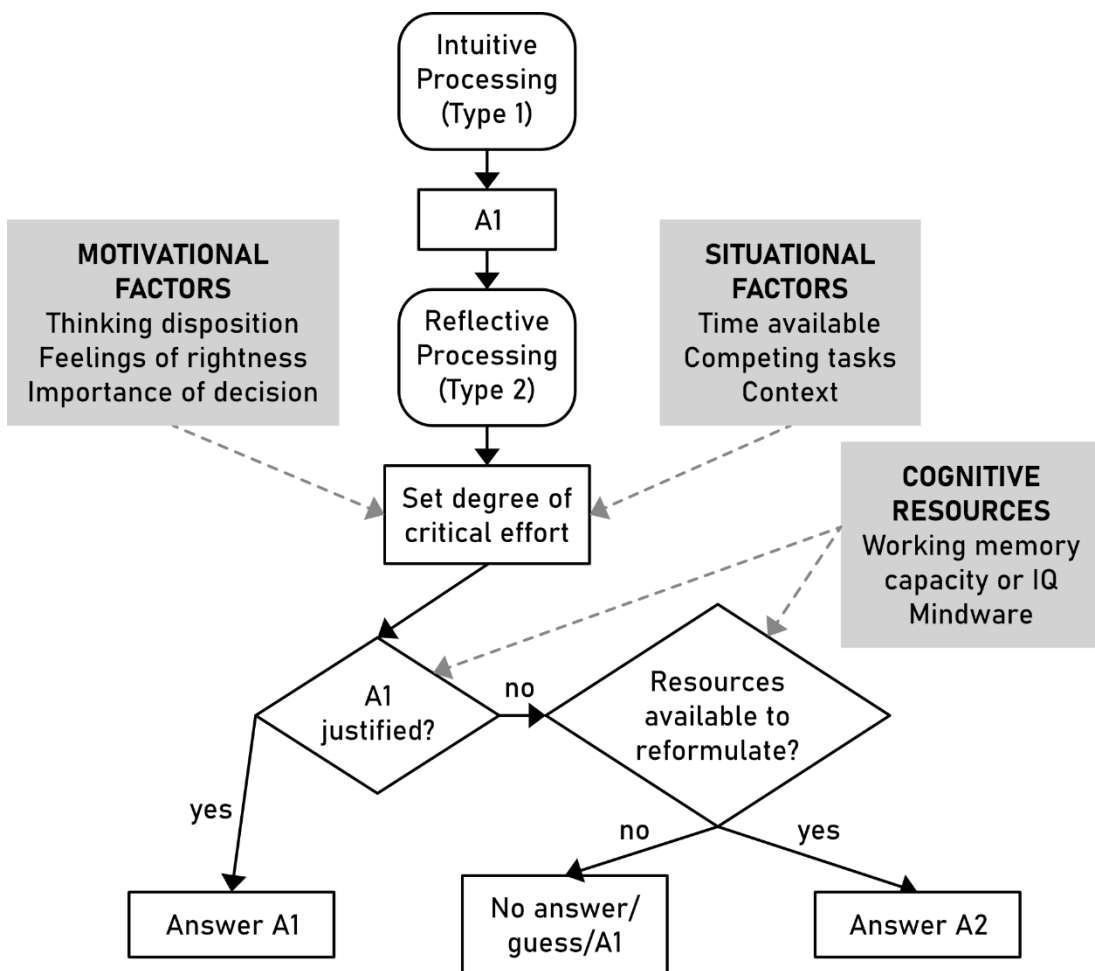 Intuitive
Processing
(Type 1)
A1
MOTIVATIONAL
FACTORS
Thinking disposition
Feelings of rightness
Importance of decision
Reflective
Processing
(Type 2)
SITUATIONAL
FACTORS
Time available
Competing tasks
Context
Set degree of
critical effort
COGNITIVE
RESOURCES
Working memory
capacity or IQ
Mindware
A1
justified?
no
Resources
available to
reformulate?
yes
no
yes
Answer A1
No answer/
guess/A1
Answer A2